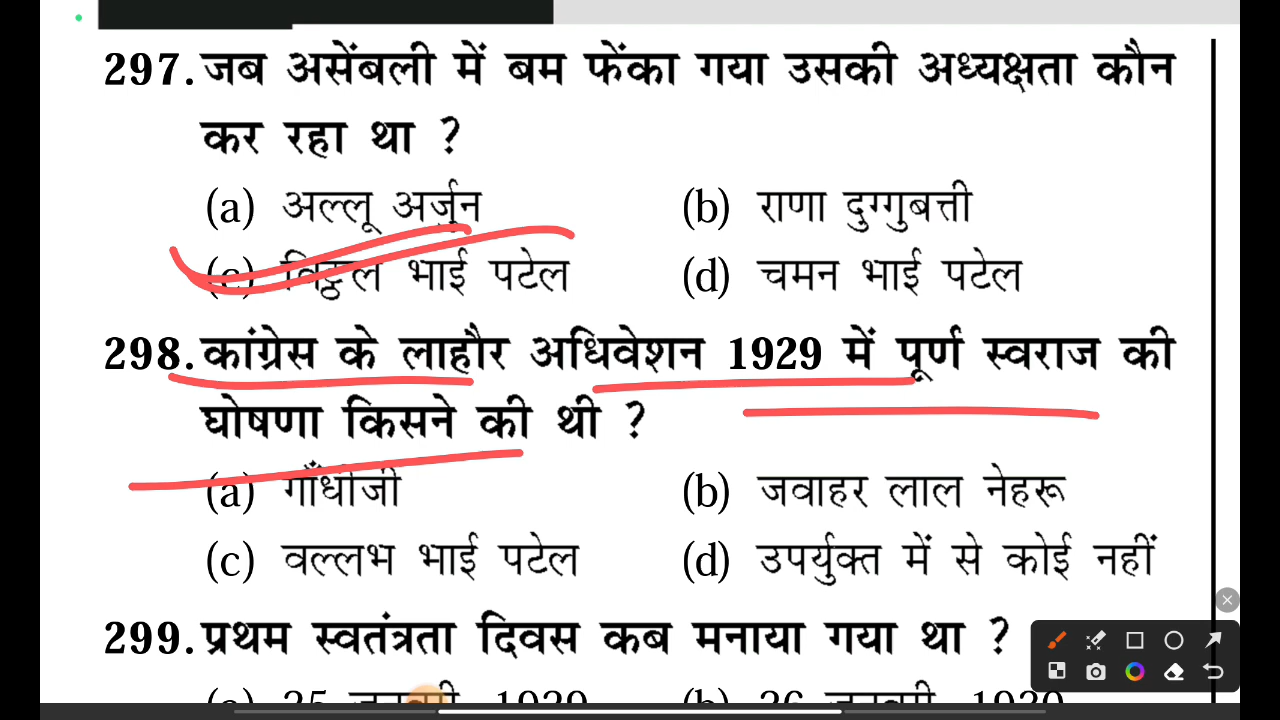 297. जब असेंबली में बम फेंका गया उसकी अध्यक्षता कौन
कर रहा था ?
(a) अल्लू अर्जुन (b) राणा दुग्गुबत्ती
(c) विट्ठल भाई पटेल (d) चमन भाई पटेल
298. कांग्रेस के लाहौर अधिवेशन 1929 में पूर्ण स्वराज की
घोषणा किसने की थी ?
(a) गाँधीजी (b) जवाहर लाल नेहरू
(c) वल्लभ भाई पटेल (d) उपर्युक्त में से कोई नहीं
299. प्रथम स्वतंत्रता दिवस कब मनाया गया था ?